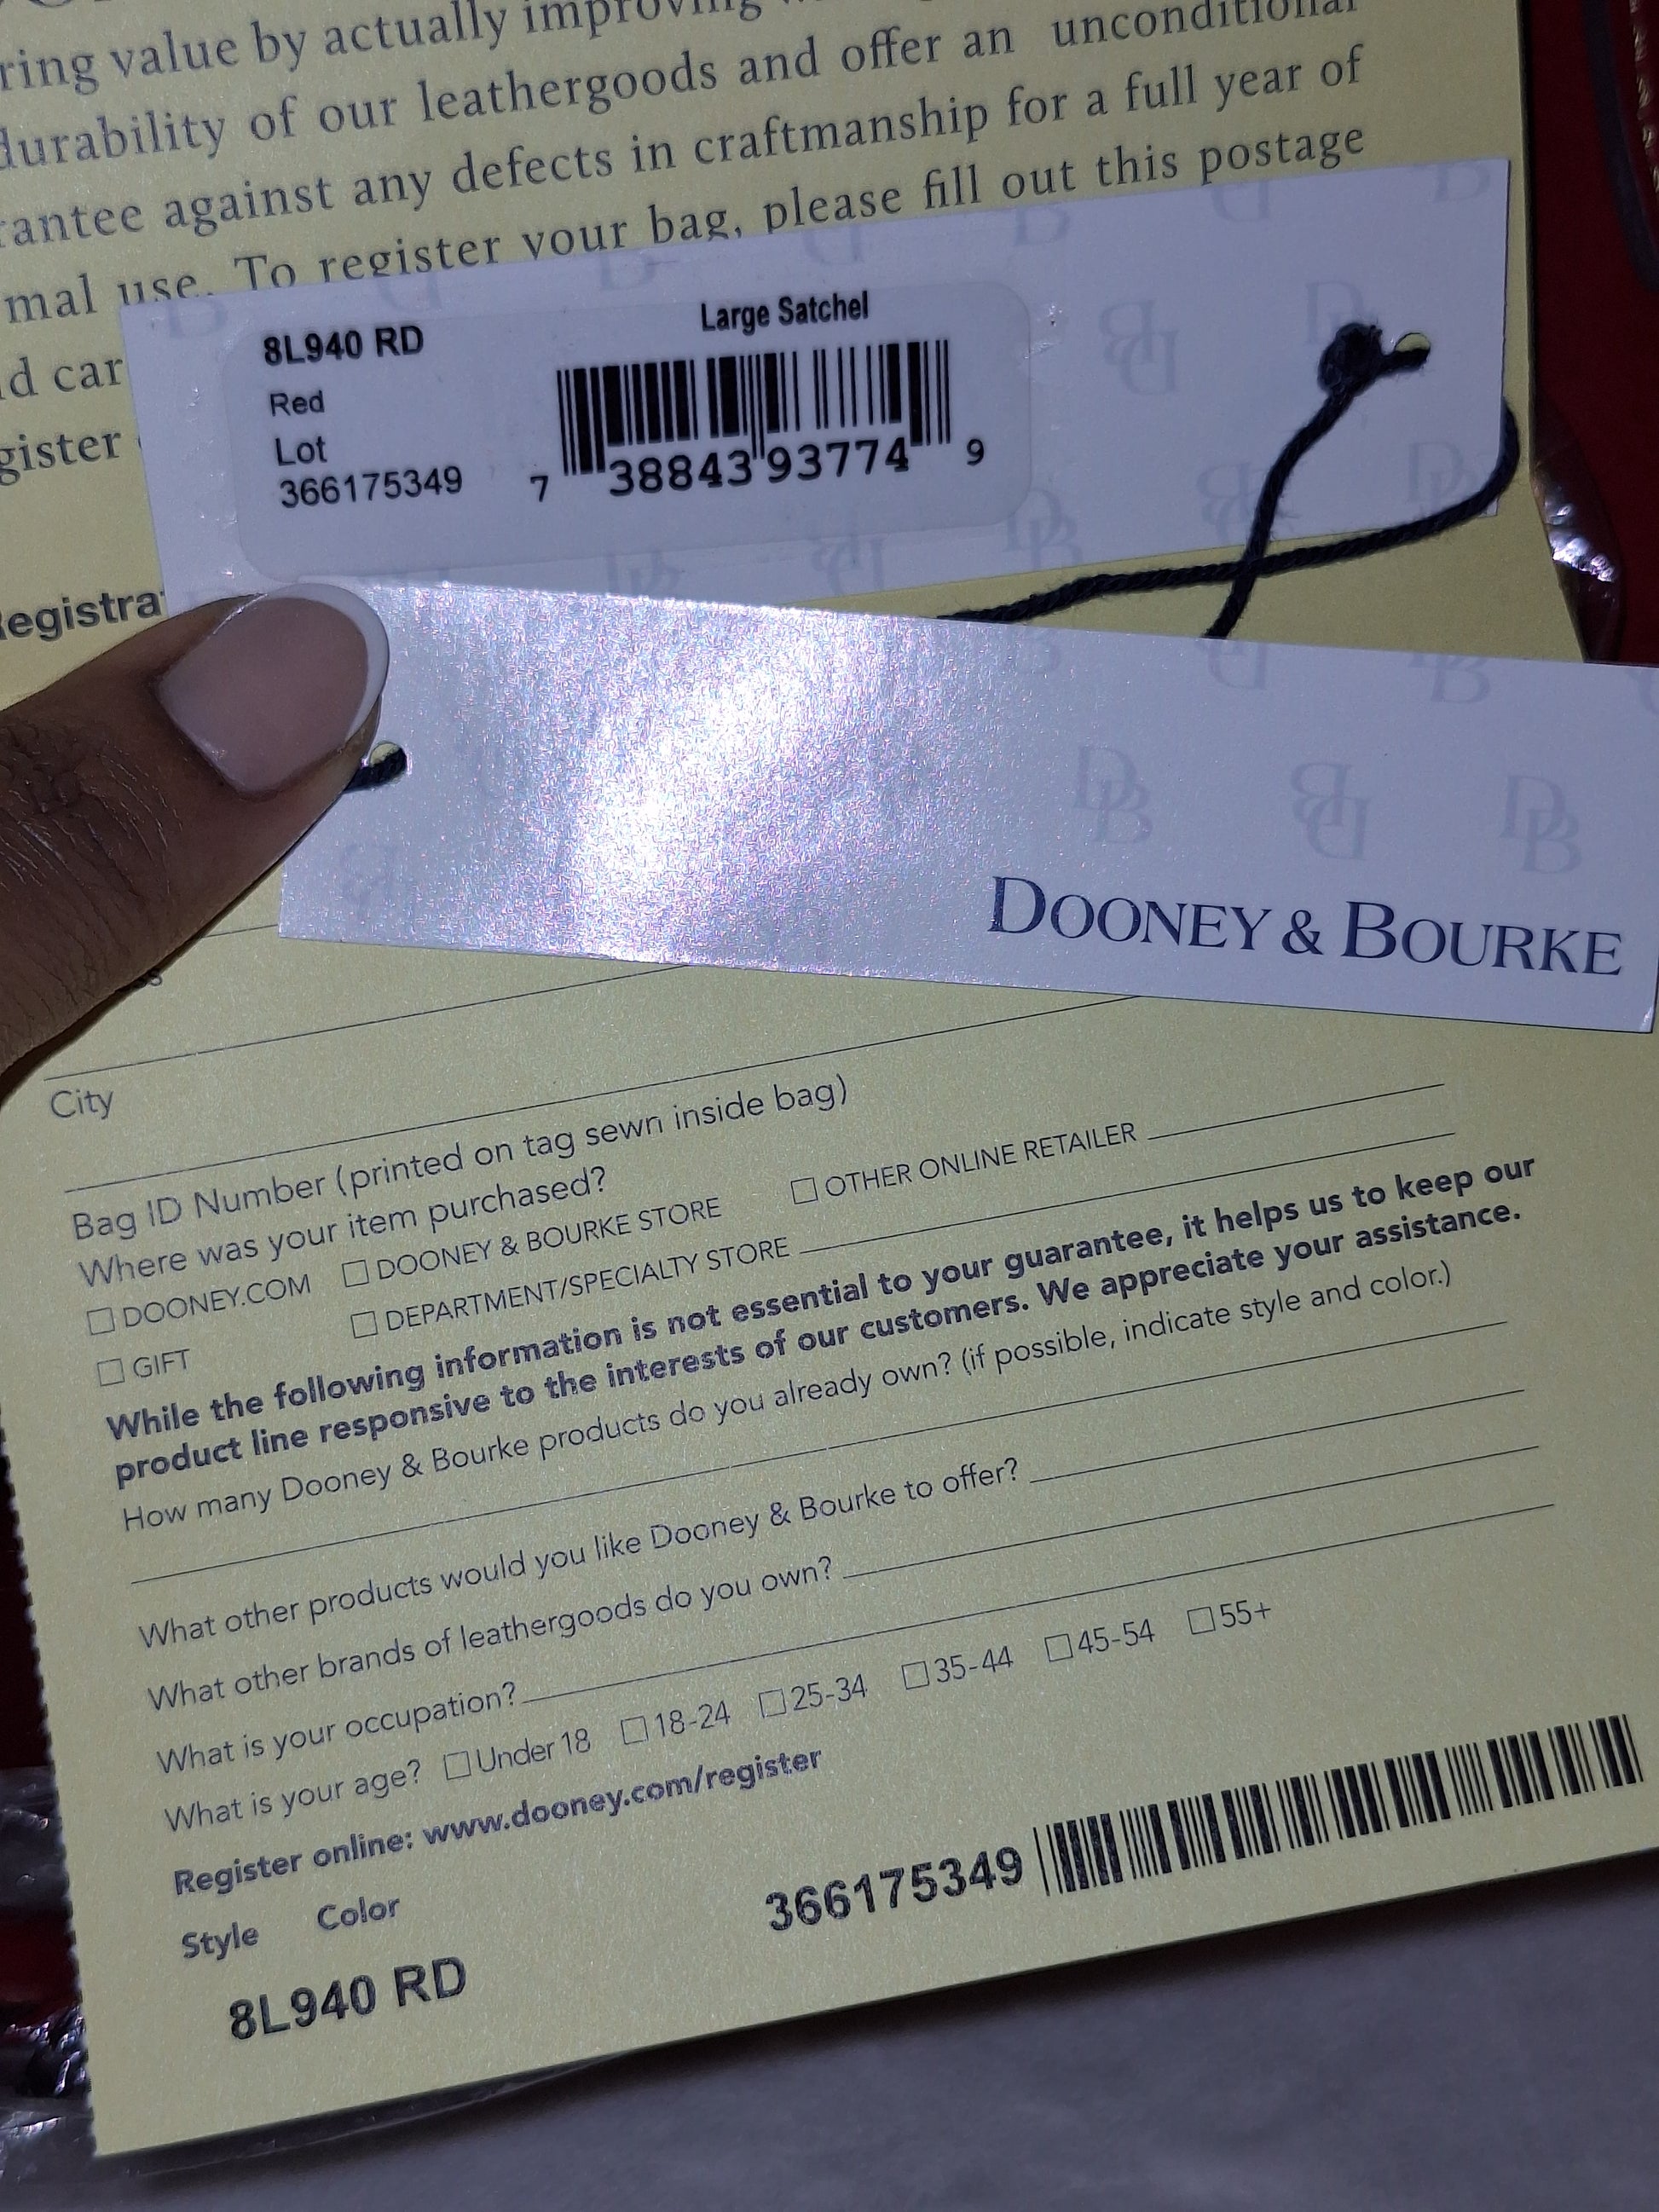 ring value by actually improving
durability of our leathergoods and offer an unconditional
rantee against any defects in craftmanship for a full year of
mal use. To register your bag, please fill out this postage
d car
gister
8L940 RD
Large Satchel
Red
Lot
366175349
7 38843 93774 9
egistra
DB DB DB
DOONEY & BOURKE
City
Bag ID Number (printed on tag sewn inside bag)
Where was your item purchased?
☐ DOONEY.COM ☐ DOONEY & BOURKE STORE ☐ OTHER ONLINE RETAILER
☐ GIFT ☐ DEPARTMENT/SPECIALTY STORE
While the following information is not essential to your guarantee, it helps us to keep our
product line responsive to the interests of our customers. We appreciate your assistance.
How many Dooney & Bourke products do you already own? (if possible, indicate style and color.)
What other products would you like Dooney & Bourke to offer?
What other brands of leathergoods do you own?
What is your occupation?
What is your age? ☐ Under 18 ☐ 18-24 ☐ 25-34 ☐ 35-44 ☐ 45-54 ☐ 55+
Register online: www.dooney.com/register
Style Color
366175349
8L940 RD